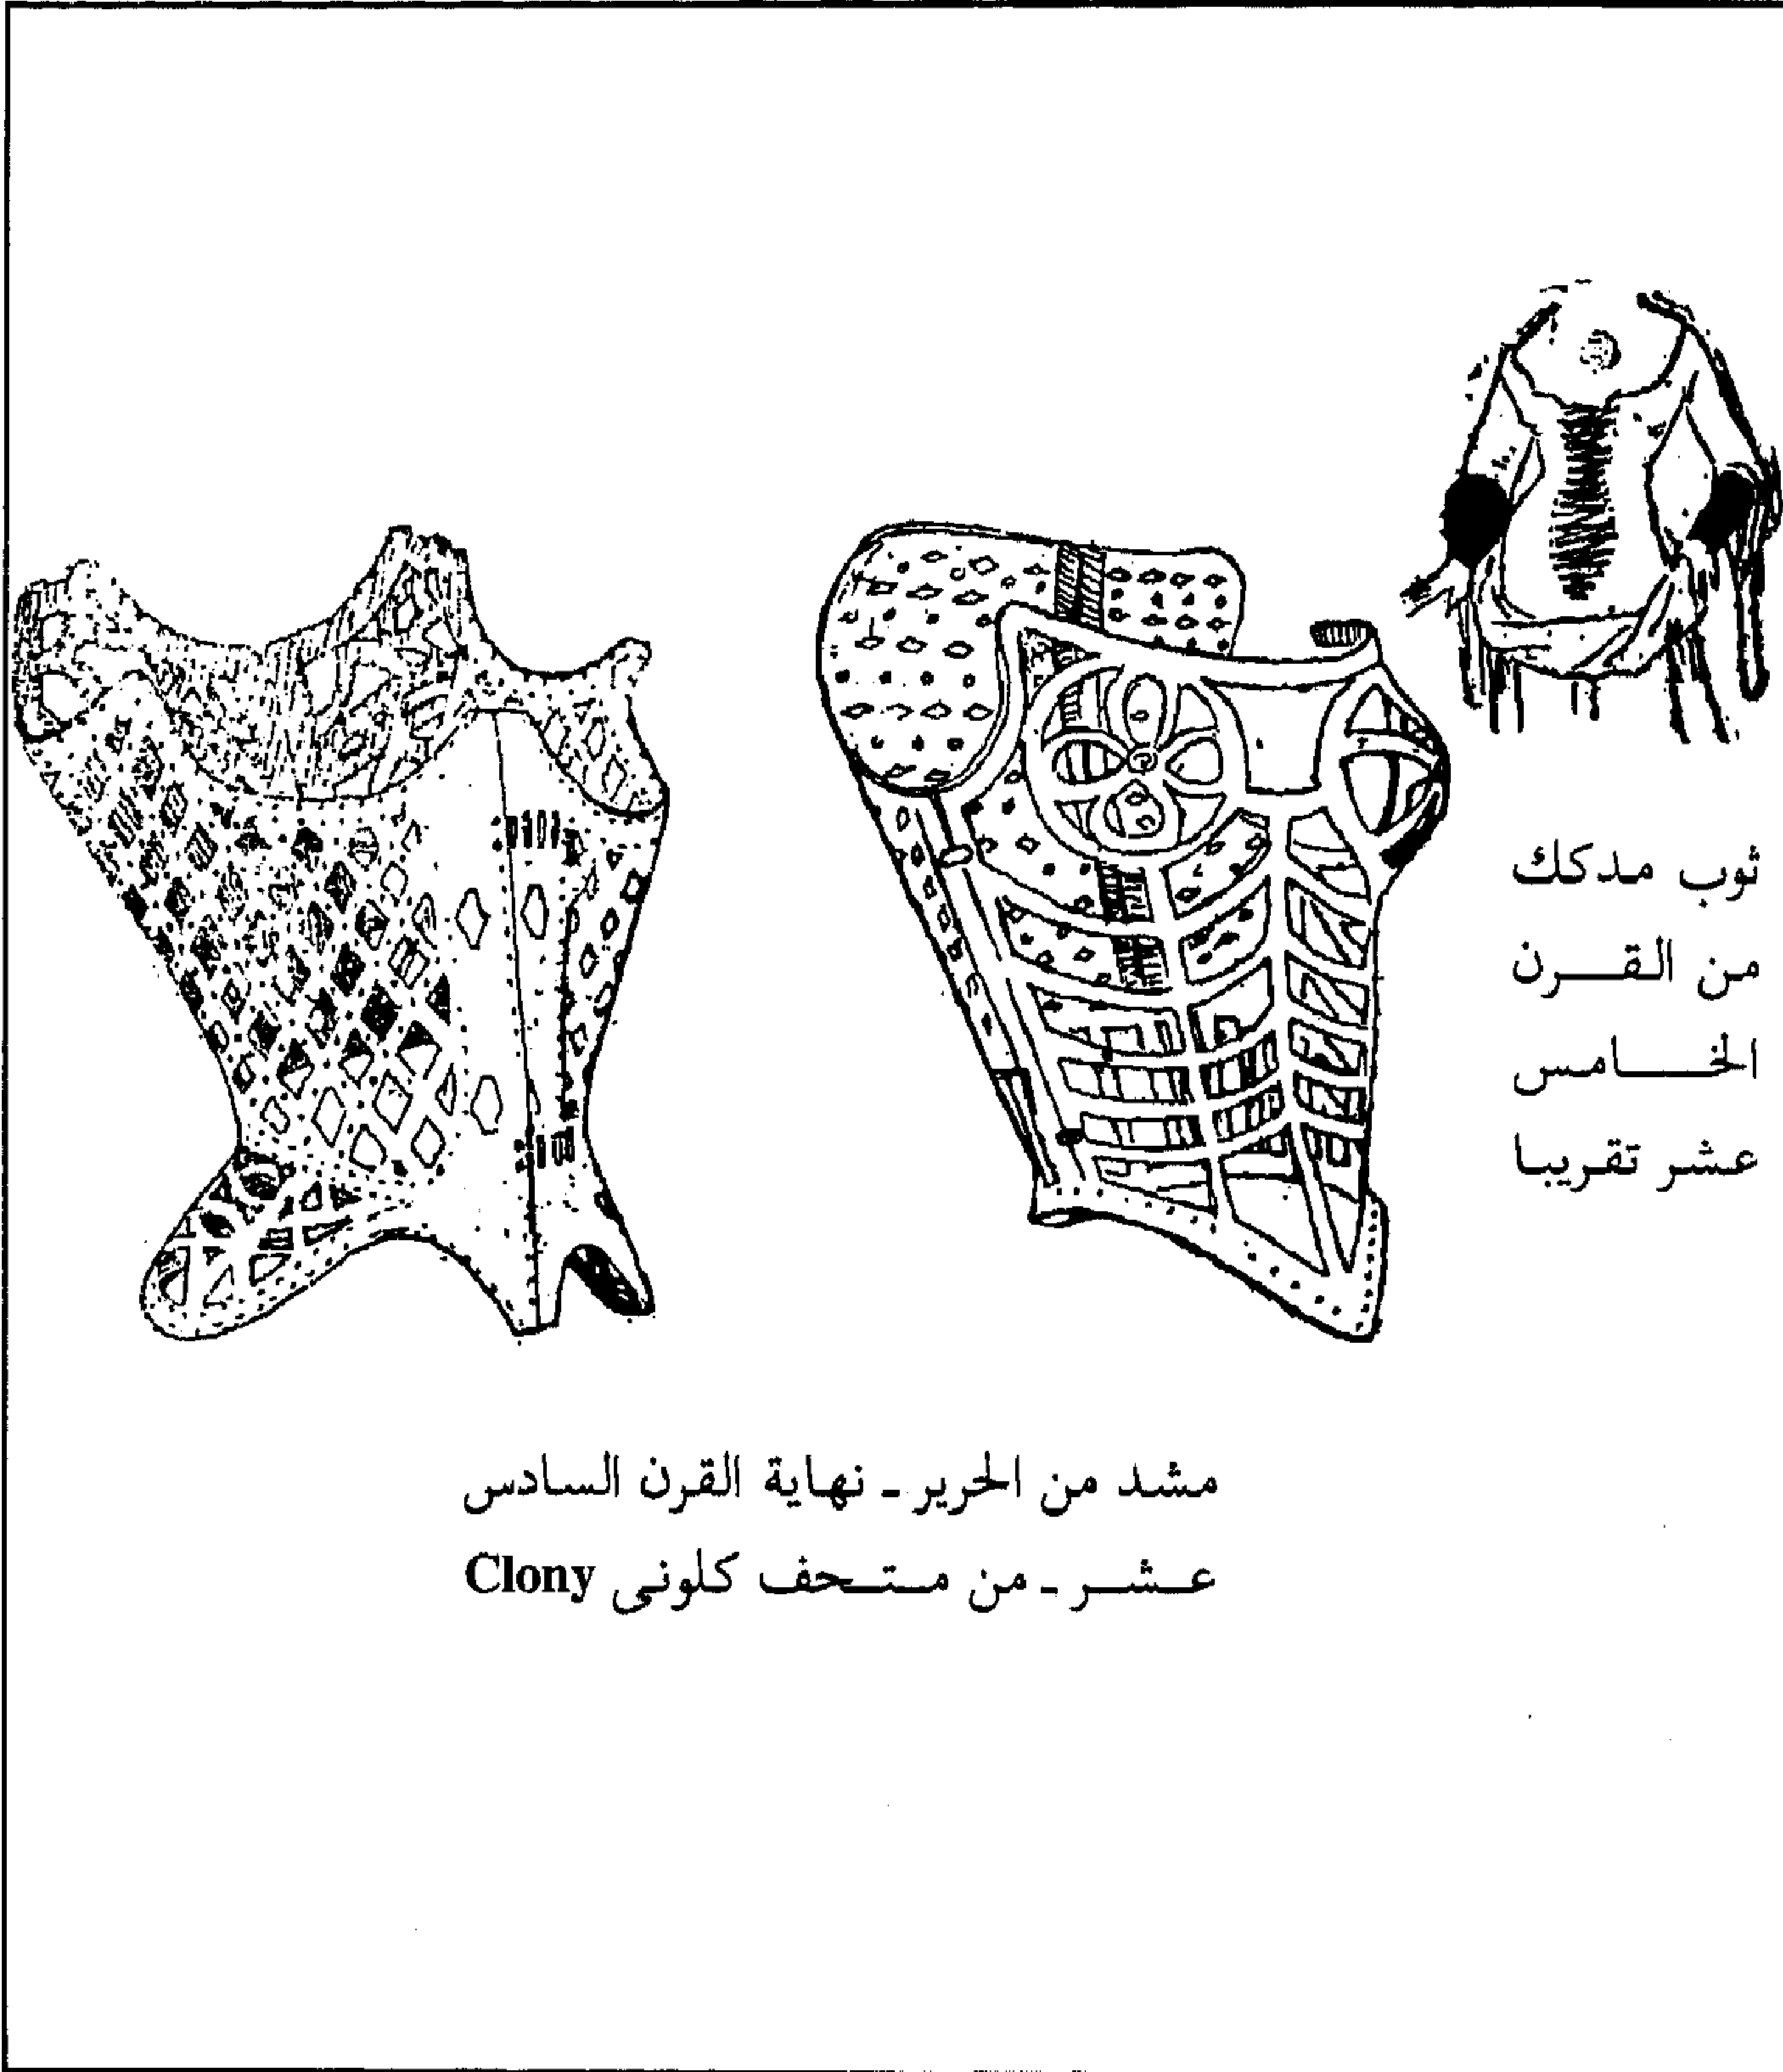 ثوب مدكك
من القرن
الخامس
عشر تقريبا
مشد من الحرير ـ نهاية القرن السادس
عشر ـ من متحف كلونى Clony